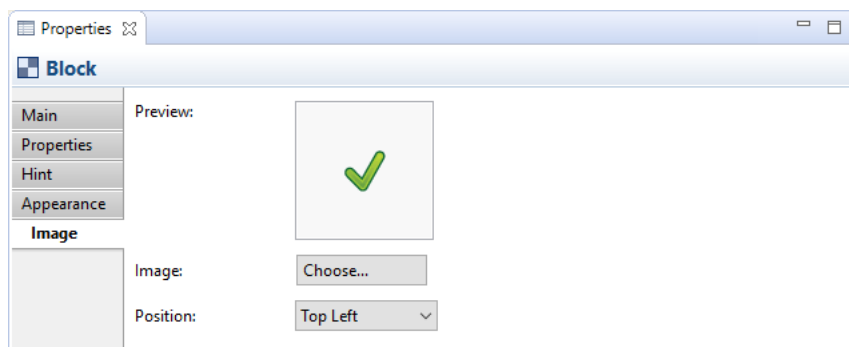 Properties
Block
Main
Properties
Hint
Appearance
Image
Preview:
Image: Choose...
Position: Top Left